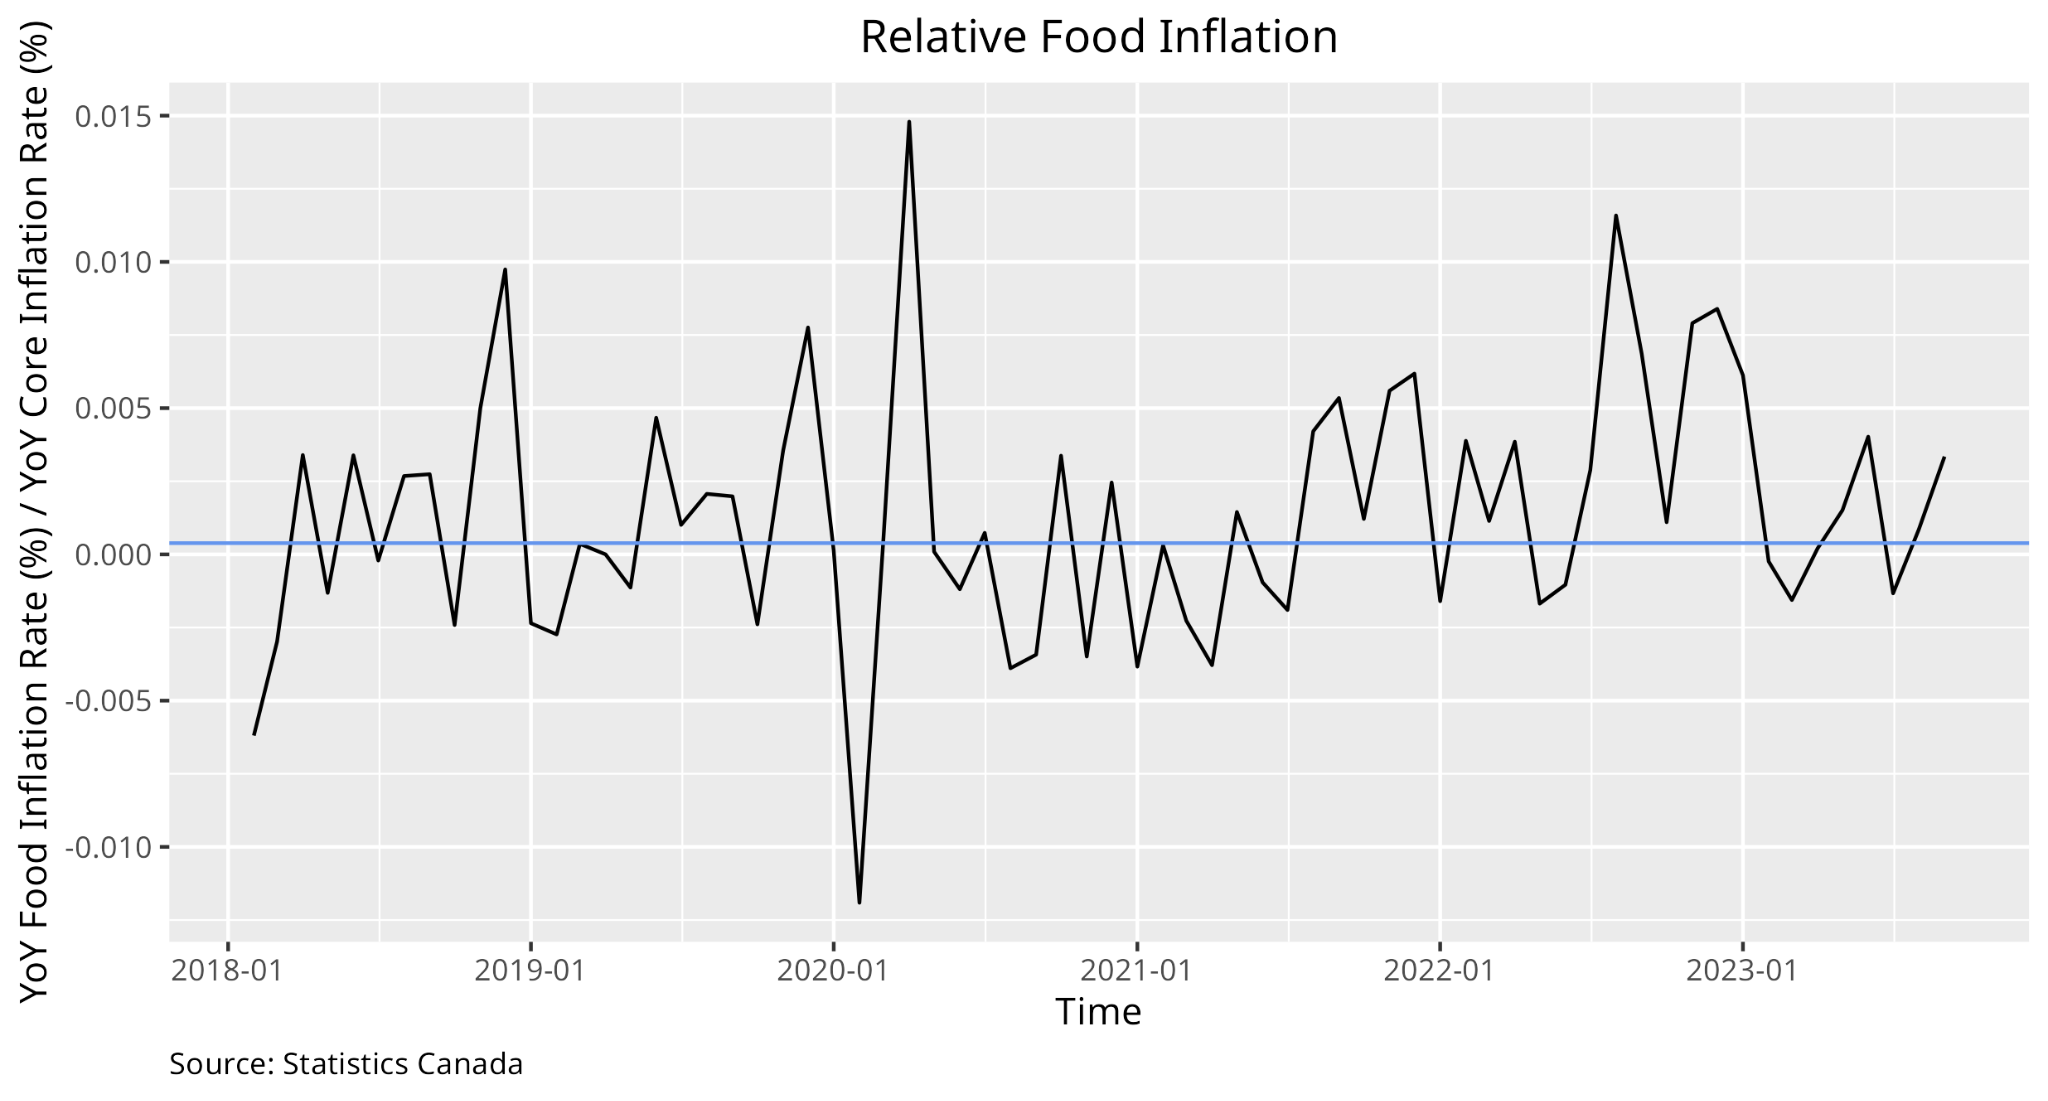 Relative Food Inflation
YoY Food Inflation Rate (%) / YoY Core Inflation Rate (%)
0.015
0.010
0.005
0.000
-0.005
-0.010
2018-01 2019-01 2020-01 2021-01 2022-01 2023-01
Time
Source: Statistics Canada